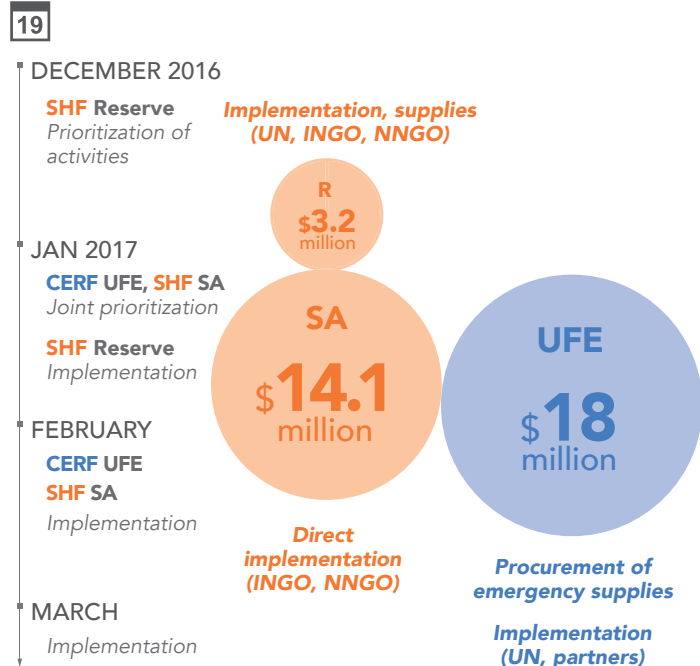 19
DECEMBER 2016
SHF Reserve
Prioritization of
activities
Implementation, supplies
(UN, INGO, NNGO)
R
$3.2
million
JAN 2017
CERF UFE, SHF SA
Joint prioritization
SHF Reserve
Implementation
SA
$14.1
million
UFE
$18
million
FEBRUARY
CERF UFE
SHF SA
Implementation
Direct
implementation
(INGO, NNGO)
Procurement of
emergency supplies
Implementation
(UN, partners)
MARCH
Implementation